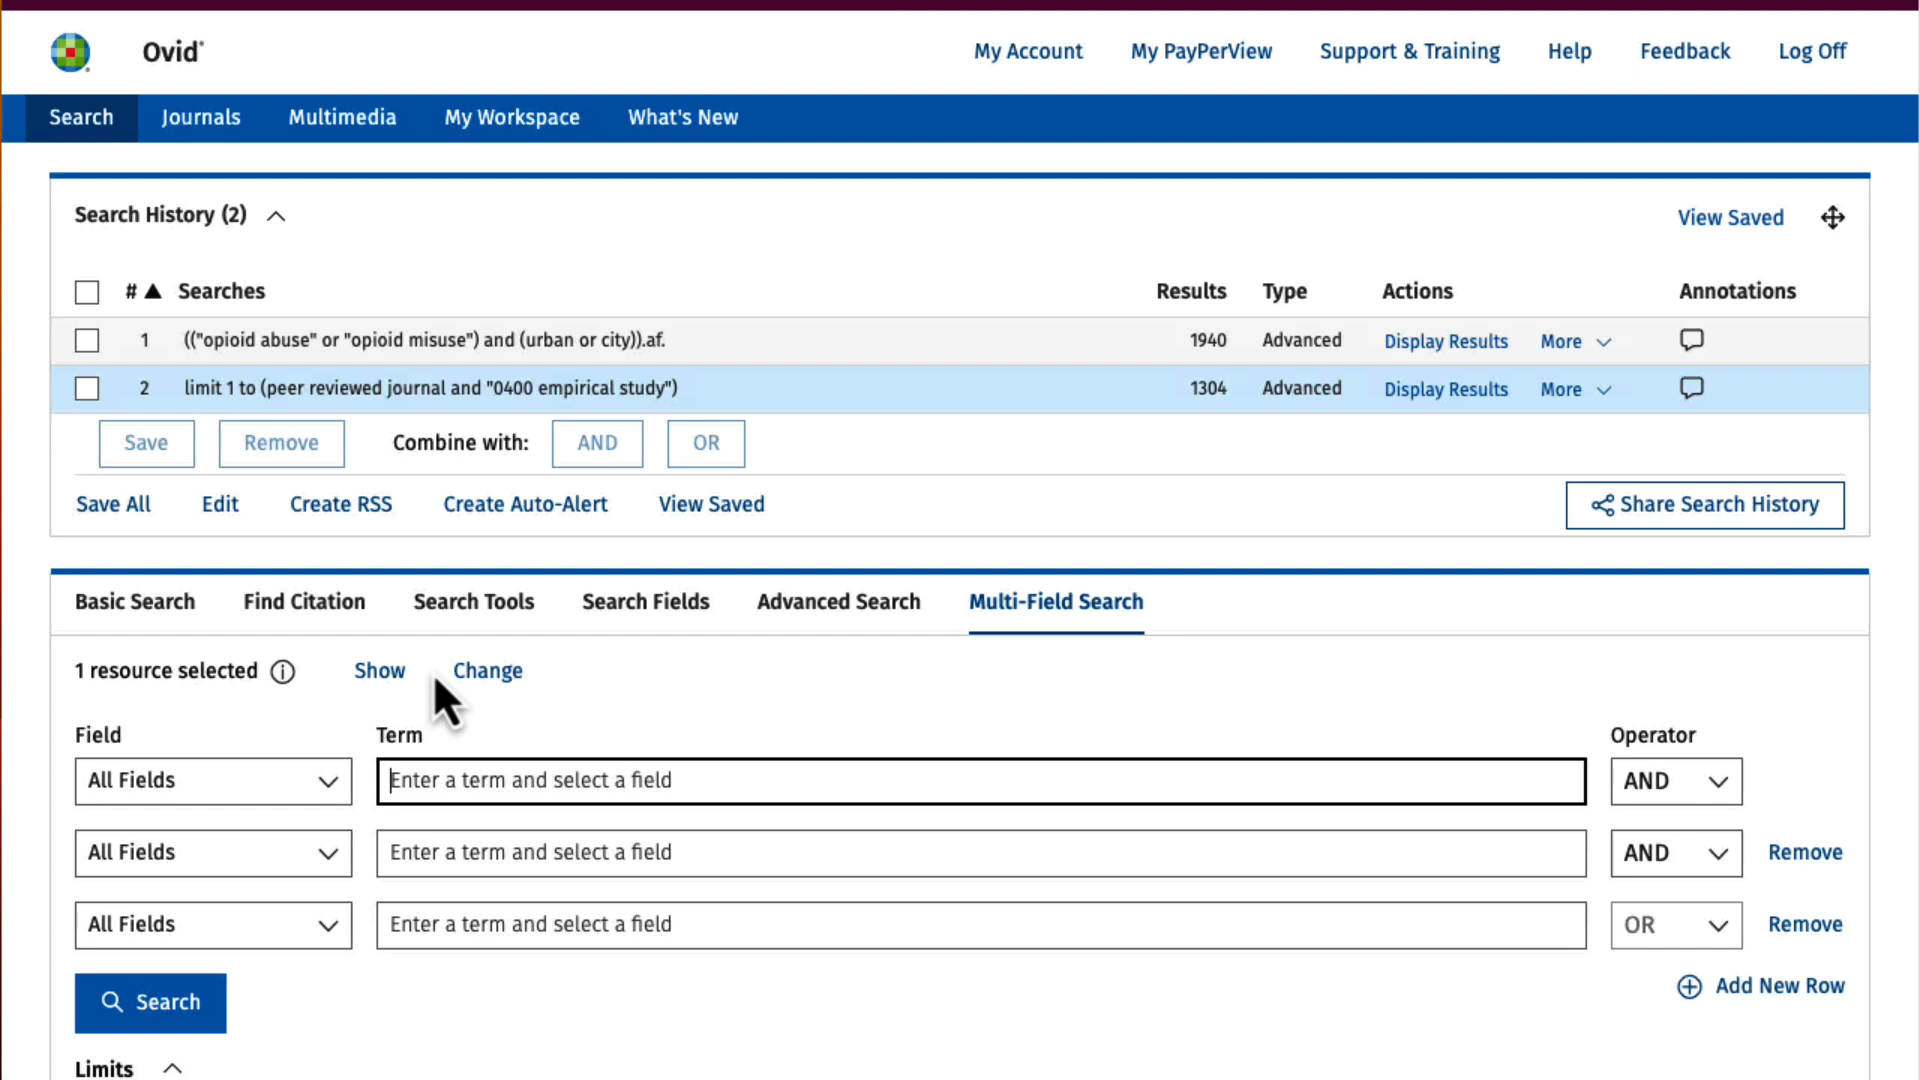 Ovid®
My Account My PayPerView Support & Training Help Feedback Log Off
Search Journals Multimedia My Workspace What's New
Search History (2) View Saved
# ▲ Searches Results Type Actions Annotations
1 (("opioid abuse" or "opioid misuse") and (urban or city)).af. 1940 Advanced Display Results More
2 limit 1 to (peer reviewed journal and "0400 empirical study") 1304 Advanced Display Results More
Save Remove Combine with: AND OR
Save All Edit Create RSS Create Auto-Alert View Saved Share Search History
Basic Search Find Citation Search Tools Search Fields Advanced Search Multi-Field Search
1 resource selected Show Change
Field Term Operator
All Fields Enter a term and select a field AND
All Fields Enter a term and select a field AND Remove
All Fields Enter a term and select a field OR Remove
Search Add New Row
Limits